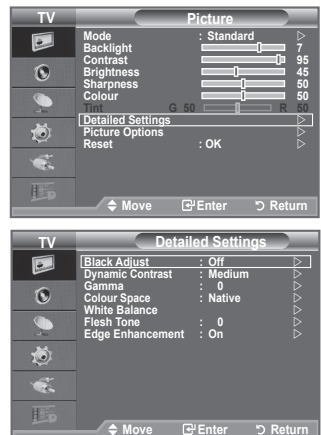 TV Picture
Mode : Standard
Backlight 7
Contrast 95
Brightness 45
Sharpness 50
Colour 50
Tint G 50 R 50
Detailed Settings
Picture Options
Reset : OK
Move Enter Return
TV Detailed Settings
Black Adjust : Off
Dynamic Contrast : Medium
Gamma : 0
Colour Space : Native
White Balance
Flesh Tone : 0
Edge Enhancement : On
Move Enter Return